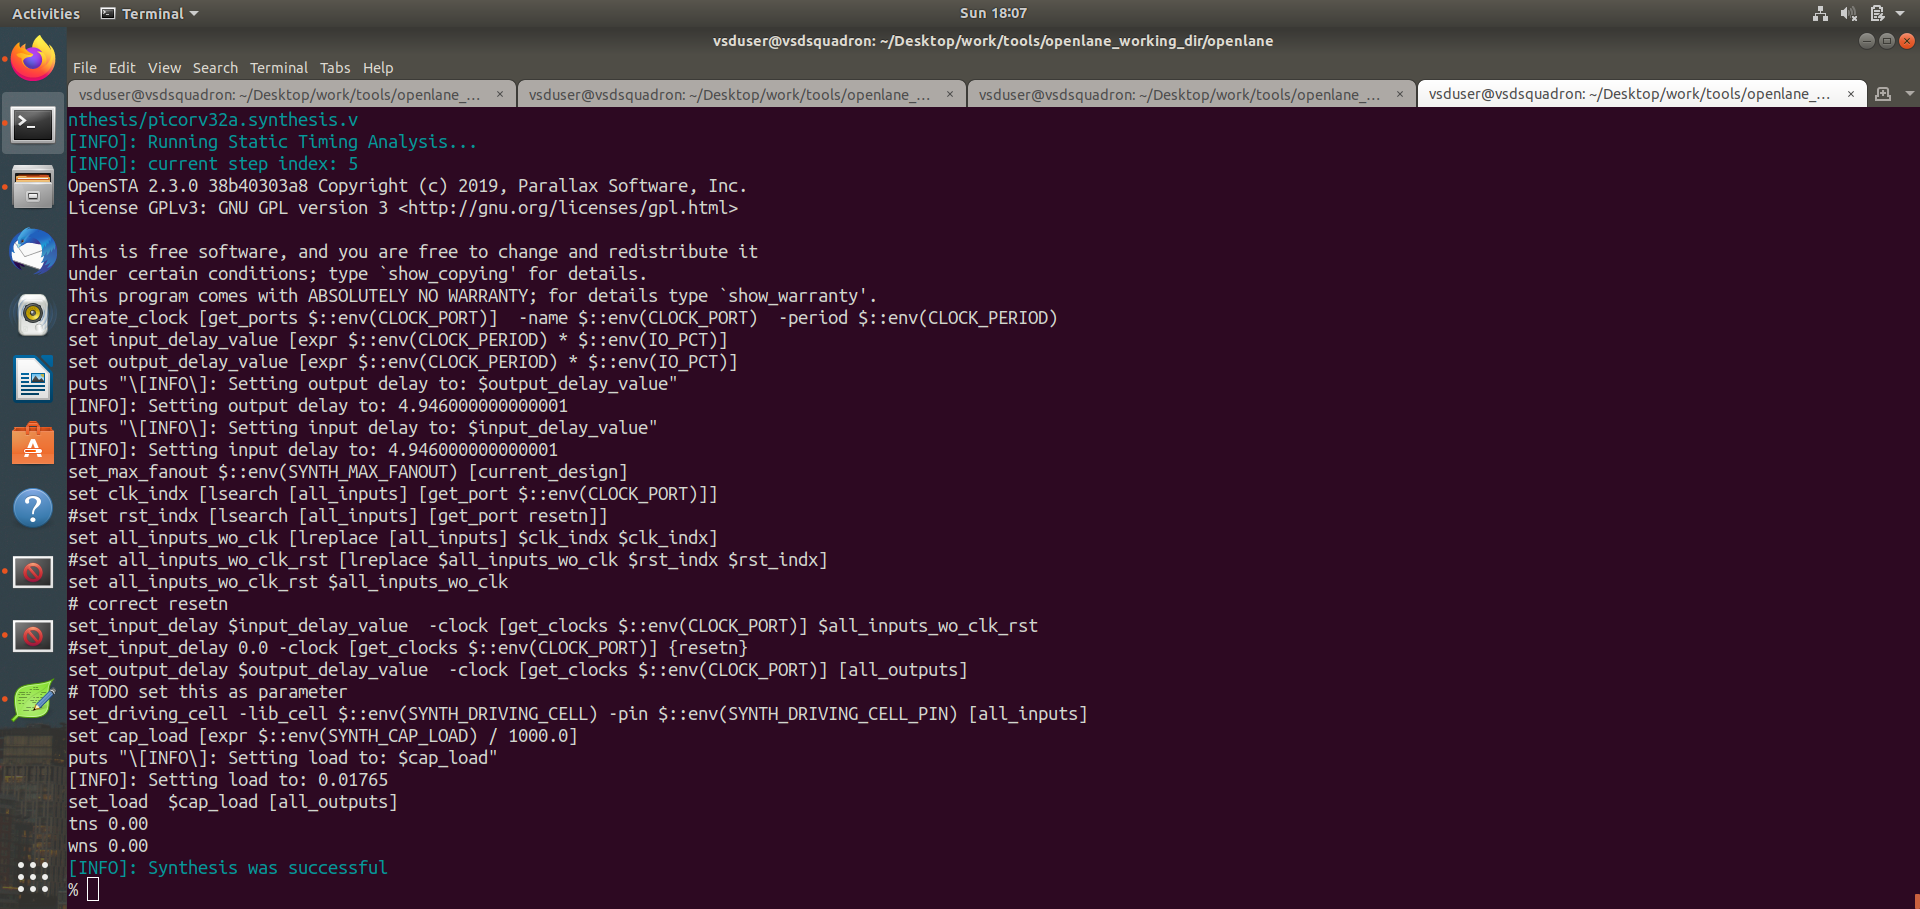 Activities
Terminal
Sun 18:07
vsduser@vsdsquadron: ~/Desktop/work/tools/openlane_working_dir/openlane
File Edit View Search Terminal Tabs Help
vsduser@vsdsquadron: ~/Desktop/work/tools/openlane_... ×
vsduser@vsdsquadron: ~/Desktop/work/tools/openlane_... ×
vsduser@vsdsquadron: ~/Desktop/work/tools/openlane_... ×
vsduser@vsdsquadron: ~/Desktop/work/tools/openlane_... ×
nthesis/picorv32a.synthesis.v
[INFO]: Running Static Timing Analysis...
[INFO]: current step index: 5
OpenSTA 2.3.0 38b40303a8 Copyright (c) 2019, Parallax Software, Inc.
License GPLv3: GNU GPL version 3 <http://gnu.org/licenses/gpl.html>
This is free software, and you are free to change and redistribute it
under certain conditions; type `show_copying' for details.
This program comes with ABSOLUTELY NO WARRANTY; for details type `show_warranty'.
create_clock [get_ports $::env(CLOCK_PORT)]  -name $::env(CLOCK_PORT)  -period $::env(CLOCK_PERIOD)
set input_delay_value [expr $::env(CLOCK_PERIOD) * $::env(IO_PCT)]
set output_delay_value [expr $::env(CLOCK_PERIOD) * $::env(IO_PCT)]
puts "\[INFO\]: Setting output delay to: $output_delay_value"
[INFO]: Setting output delay to: 4.946000000000001
puts "\[INFO\]: Setting input delay to: $input_delay_value"
[INFO]: Setting input delay to: 4.946000000000001
set_max_fanout $::env(SYNTH_MAX_FANOUT) [current_design]
set clk_indx [lsearch [all_inputs] [get_port $::env(CLOCK_PORT)]]
#set rst_indx [lsearch [all_inputs] [get_port resetn]]
set all_inputs_wo_clk [lreplace [all_inputs] $clk_indx $clk_indx]
#set all_inputs_wo_clk_rst [lreplace $all_inputs_wo_clk $rst_indx $rst_indx]
set all_inputs_wo_clk_rst $all_inputs_wo_clk
# correct resetn
set_input_delay $input_delay_value  -clock [get_clocks $::env(CLOCK_PORT)] $all_inputs_wo_clk_rst
#set_input_delay 0.0 -clock [get_clocks $::env(CLOCK_PORT)] {resetn}
set_output_delay $output_delay_value  -clock [get_clocks $::env(CLOCK_PORT)] [all_outputs]
# TODO set this as parameter
set_driving_cell -lib_cell $::env(SYNTH_DRIVING_CELL) -pin $::env(SYNTH_DRIVING_CELL_PIN) [all_inputs]
set cap_load [expr $::env(SYNTH_CAP_LOAD) / 1000.0]
puts "\[INFO\]: Setting load to: $cap_load"
[INFO]: Setting load to: 0.01765
set_load  $cap_load [all_outputs]
tns 0.00
wns 0.00
[INFO]: Synthesis was successful
%